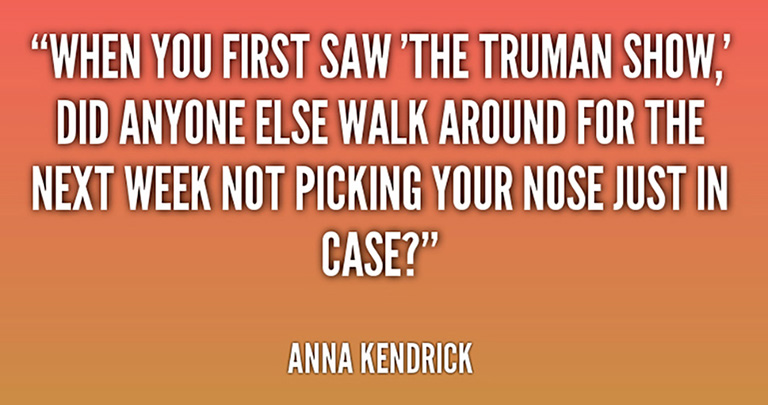 “WHEN YOU FIRST SAW ’THE TRUMAN SHOW,’
DID ANYONE ELSE WALK AROUND FOR THE
NEXT WEEK NOT PICKING YOUR NOSE JUST IN
CASE?”
ANNA KENDRICK